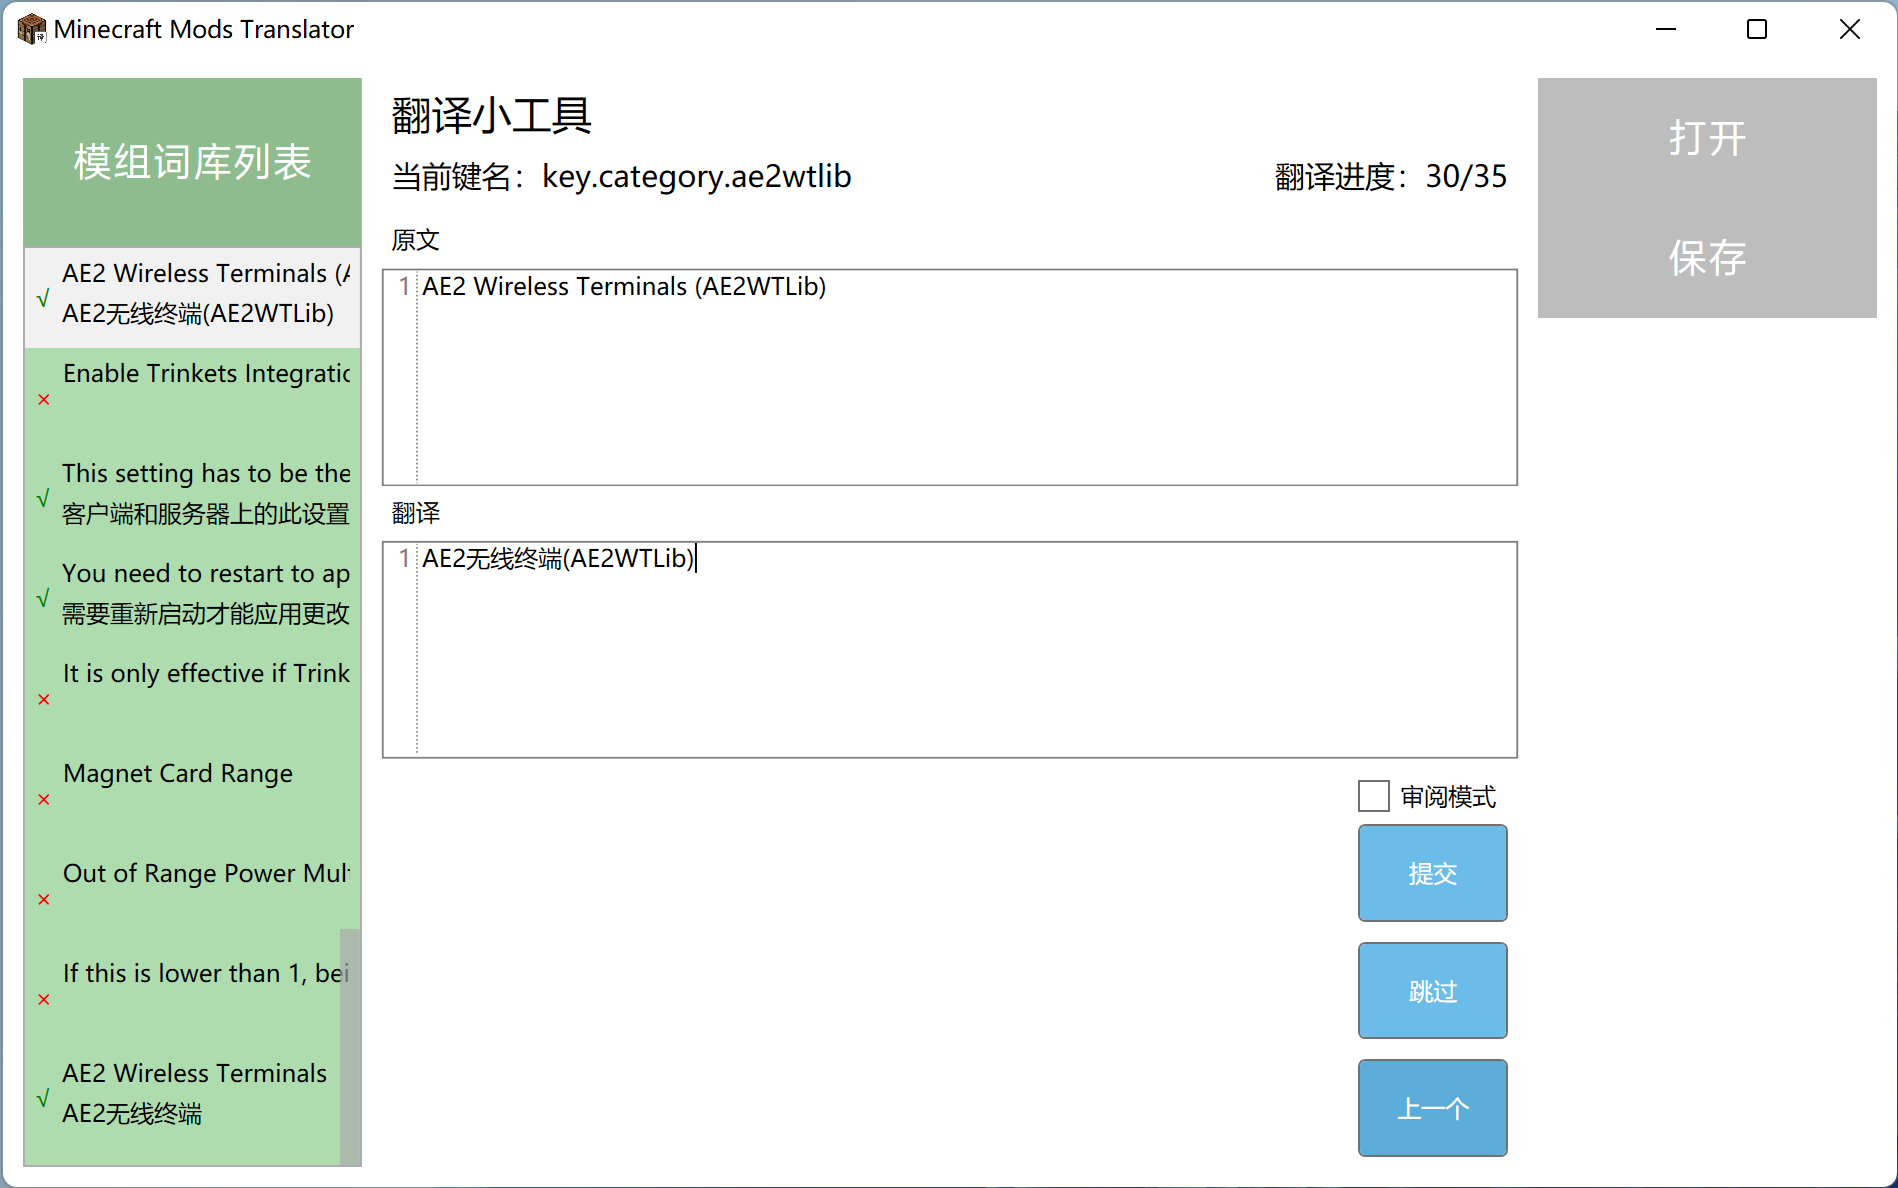 Minecraft Mods Translator
模组词库列表
√
AE2 Wireless Terminals (A
AE2无线终端(AE2WTLib)
×
Enable Trinkets Integratic
√
This setting has to be the
客户端和服务器上的此设置
√
You need to restart to ap
需要重新启动才能应用更改
×
It is only effective if Trink
×
Magnet Card Range
×
Out of Range Power Mul
×
If this is lower than 1, bei
√
AE2 Wireless Terminals
AE2无线终端
翻译小工具
当前键名：key.category.ae2wtlib
翻译进度：30/35
原文
1 AE2 Wireless Terminals (AE2WTLib)
翻译
1 AE2无线终端(AE2WTLib)
审阅模式
提交
跳过
上一个
打开
保存